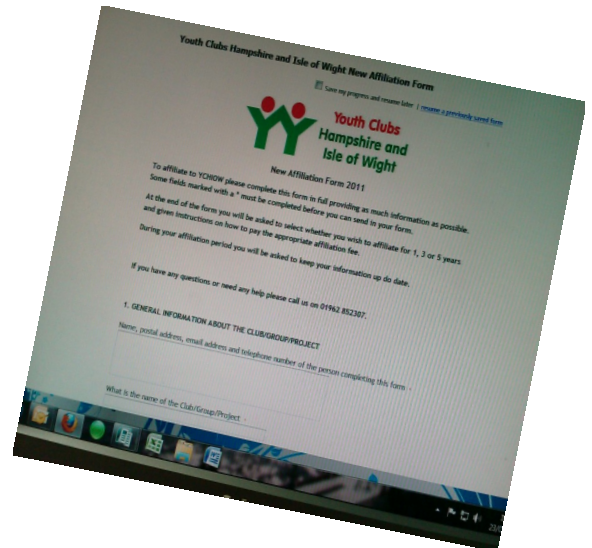 Youth Clubs Hampshire and Isle of Wight New Affiliation Form
Save my progress and resume later | resume a previously saved form
Youth Clubs
Hampshire and
Isle of Wight
New Affiliation Form 2011
To affiliate to YCHIOW please complete this form in full providing as much information as possible.
Some fields marked with a * must be completed before you can send in your form.
At the end of the form you will be asked to select whether you wish to affiliate for 1, 3 or 5 years
and given instructions on how to pay the appropriate affiliation fee.
During your affiliation period you will be asked to keep your information up do date.
If you have any questions or need any help please call us on 01962 852307.
1. GENERAL INFORMATION ABOUT THE CLUB/GROUP/PROJECT
Name, postal address, email address and telephone number of the person completing this form
What is the name of the Club/Group/Project